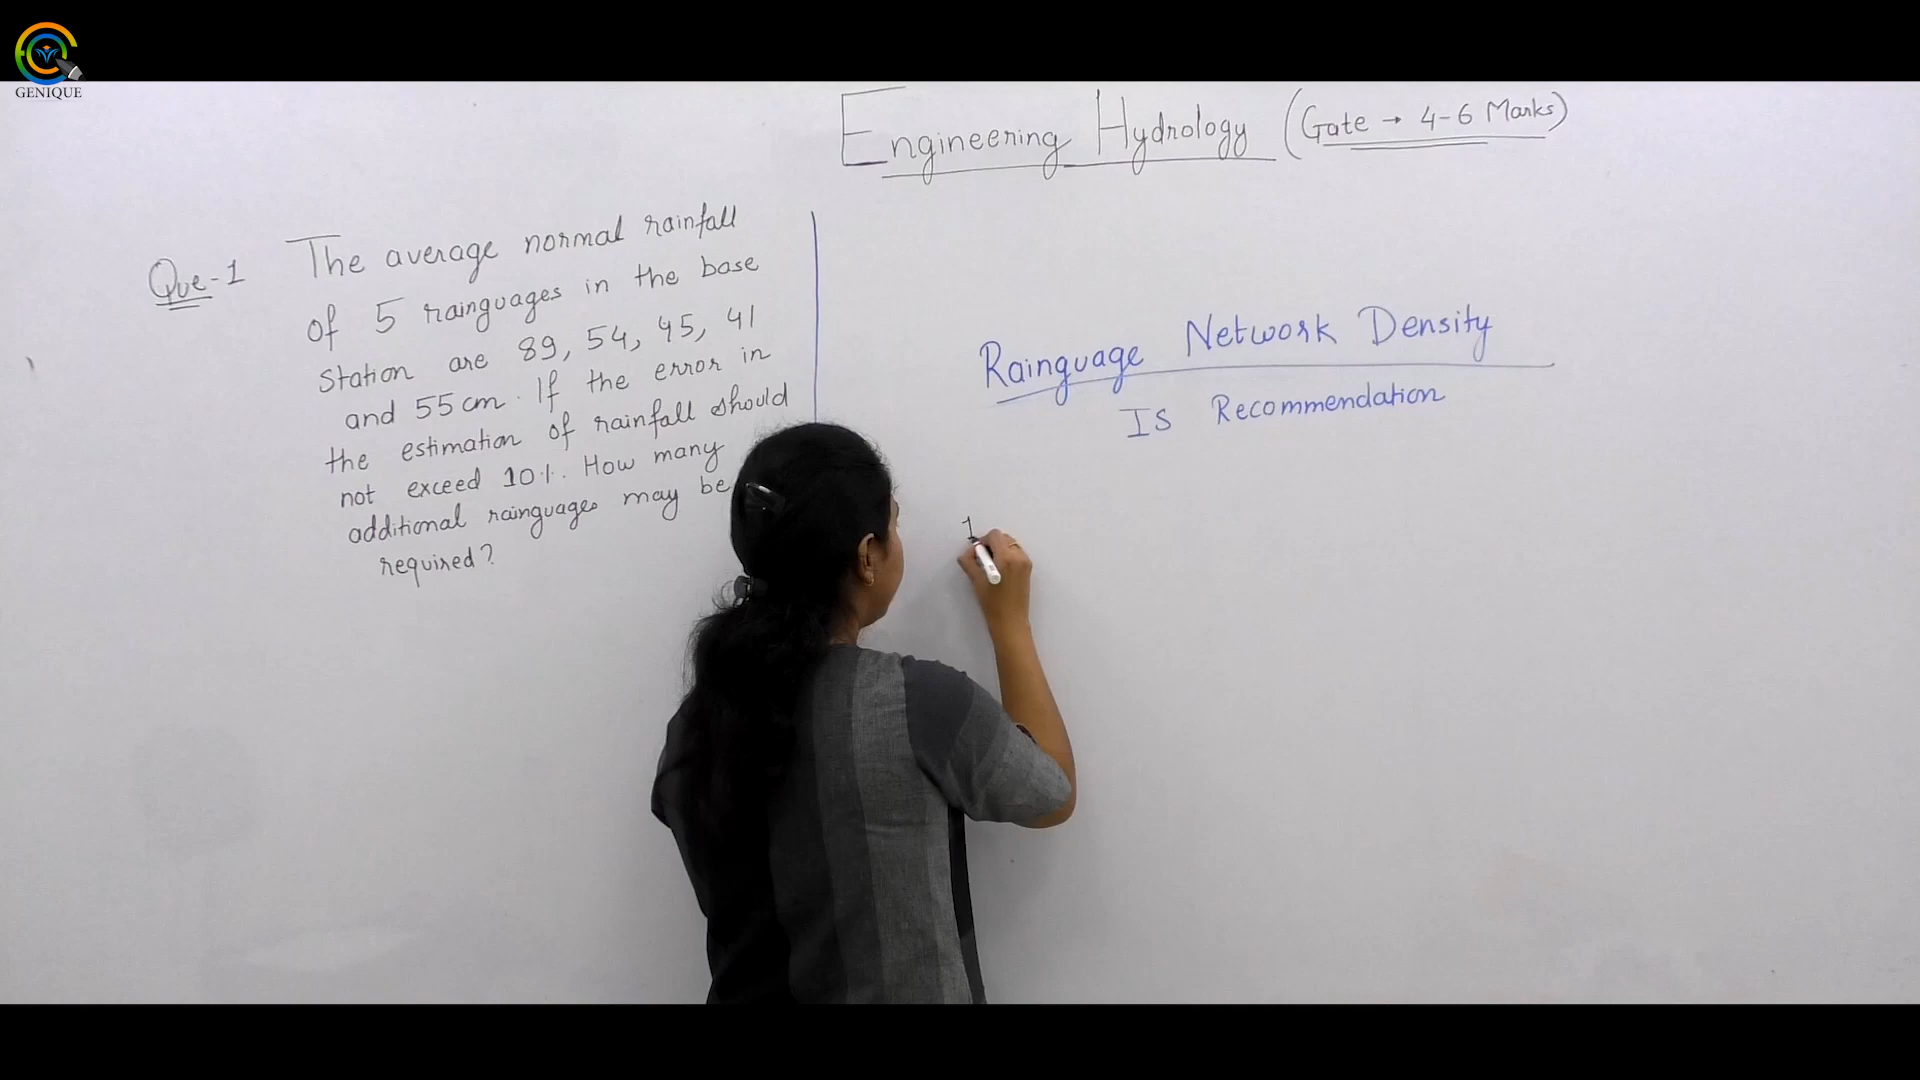 GENIQUE
Engineering Hydrology (Gate → 4-6 Marks)
Que-1 The average normal rainfall
of 5 rainguages in the base
station are 89, 54, 45, 41
and 55 cm. If the error in
the estimation of rainfall should
not exceed 10%. How many
additional rainguages may be
required?
Rainguage Network Density
IS Recommendation
1